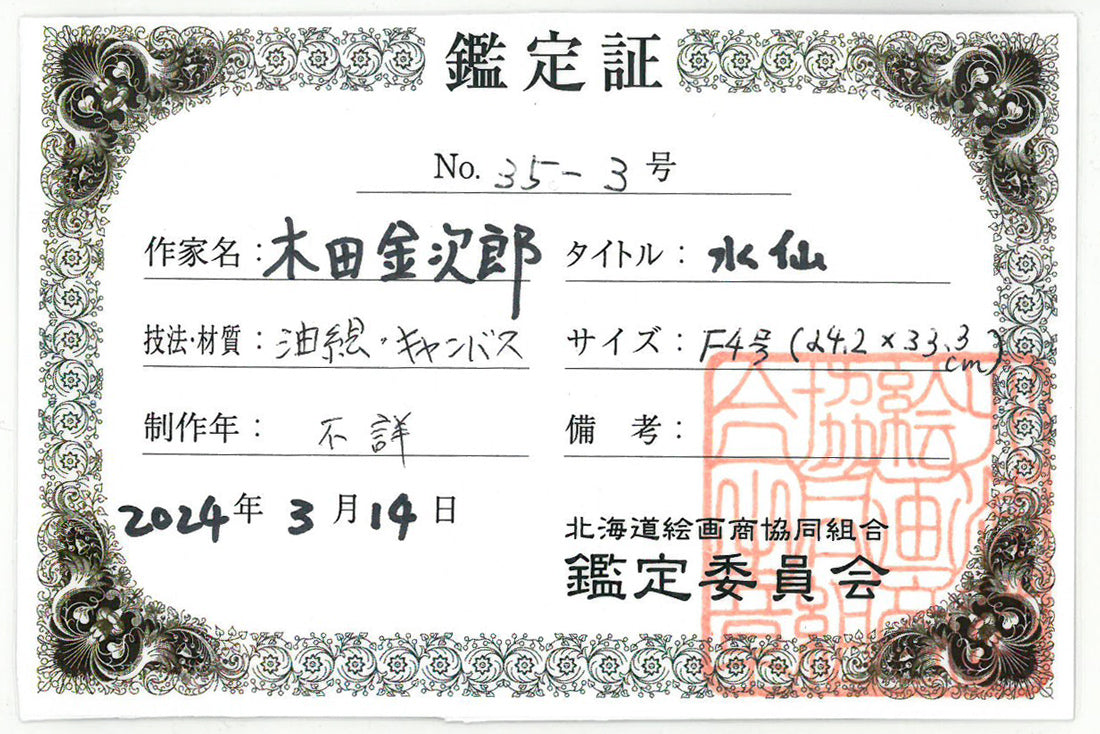 鑑定証
No. 35-3 号
作家名：木田金次郎 タイトル：水仙
技法・材質：油絵・キャンバス サイズ：F4号(24.2×33.3cm)
制作年：不詳 備考：
2024年3月14日
北海道絵画商協同組合
鑑定委員会